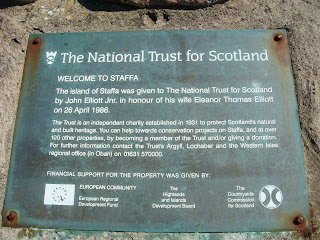 The National Trust for Scotland
WELCOME TO STAFFA
The island of Staffa was given to The National Trust for Scotland
by John Elliott Jnr. in honour of his wife Eleanor Thomas Elliott
on 26 April 1986.
The Trust is an independent charity established in 1931 to protect Scotland's natural
and built heritage. You can help towards conservation projects on Staffa, and at over
100 other properties, by becoming a member of the Trust and/or giving a donation.
For further information contact the Trust's Argyll, Lochaber and the Western Isles
regional office (in Oban) on 01631 570000.
FINANCIAL SUPPORT FOR THE PROPERTY WAS GIVEN BY:
EUROPEAN COMMUNITY
European Regional
Development Fund
The
Highlands
and Islands
Development Board
The
Countryside
Commission
for Scotland